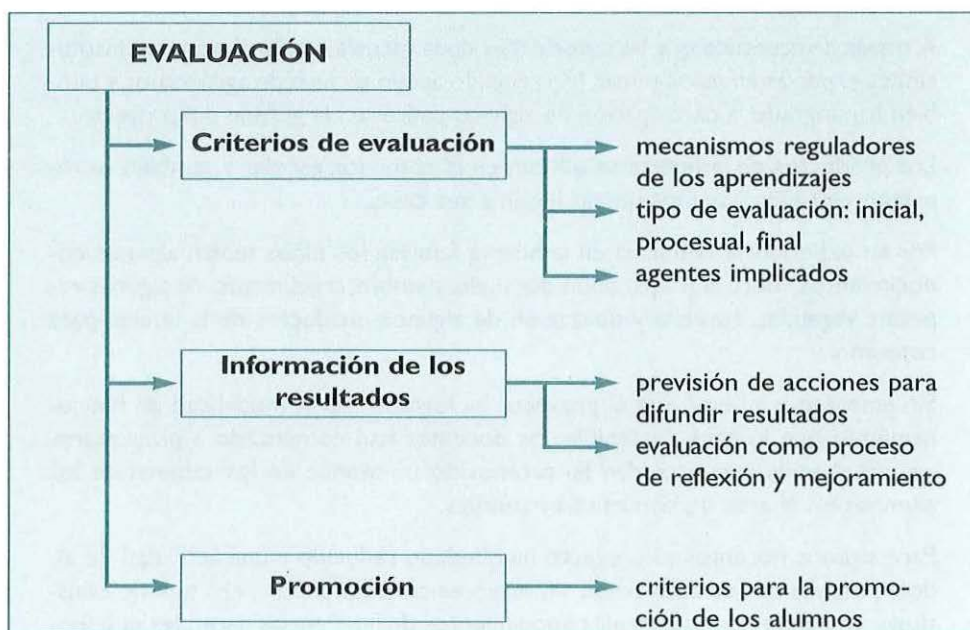 EVALUACIÓN
Criterios de evaluación
mecanismos reguladores
de los aprendizajes
tipo de evaluación: inicial,
procesual, final
agentes implicados
Información de los
resultados
previsión de acciones para
difundir resultados
evaluación como proceso
de reflexión y mejoramiento
Promoción
criterios para la promo-
ción de los alumnos